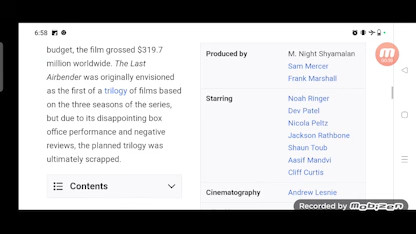 6:58
budget, the film grossed $319.7
million worldwide. The Last
Airbender was originally envisioned
as the first of a trilogy of films based
on the three seasons of the series,
but due to its disappointing box
office performance and negative
reviews, the planned trilogy was
ultimately scrapped.
Contents
Produced by
M. Night Shyamalan
Sam Mercer
Frank Marshall
Starring
Noah Ringer
Dev Patel
Nicola Peltz
Jackson Rathbone
Shaun Toub
Aasif Mandvi
Cliff Curtis
Cinematography
Andrew Lesnie
Recorded by Mobizen